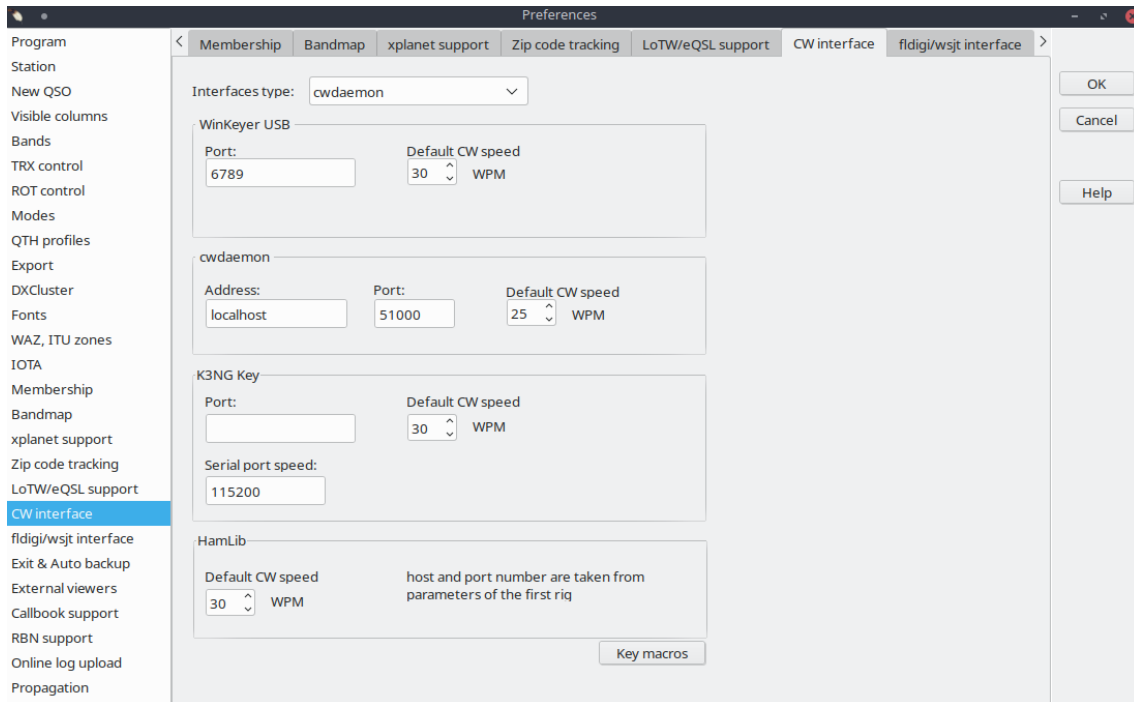 Preferences
Program
Station
New QSO
Visible columns
Bands
TRX control
ROT control
Modes
QTH profiles
Export
DXCluster
Fonts
WAZ, ITU zones
IOTA
Membership
Bandmap
xplanet support
Zip code tracking
LoTW/eQSL support
CW interface
fldigi/wsjt interface
Exit & Auto backup
External viewers
Callbook support
RBN support
Online log upload
Propagation
Membership Bandmap xplanet support Zip code tracking LoTW/eQSL support CW interface fldigi/wsjt interface
Interfaces type: cwdaemon
WinKeyer USB
Port: Default CW speed
6789 30 WPM
cwdaemon
Address: Port: Default CW speed
localhost 51000 25 WPM
K3NG Key
Port: Default CW speed
30 WPM
Serial port speed:
115200
HamLib
Default CW speed host and port number are taken from
30 WPM parameters of the first rig
Key macros
OK
Cancel
Help